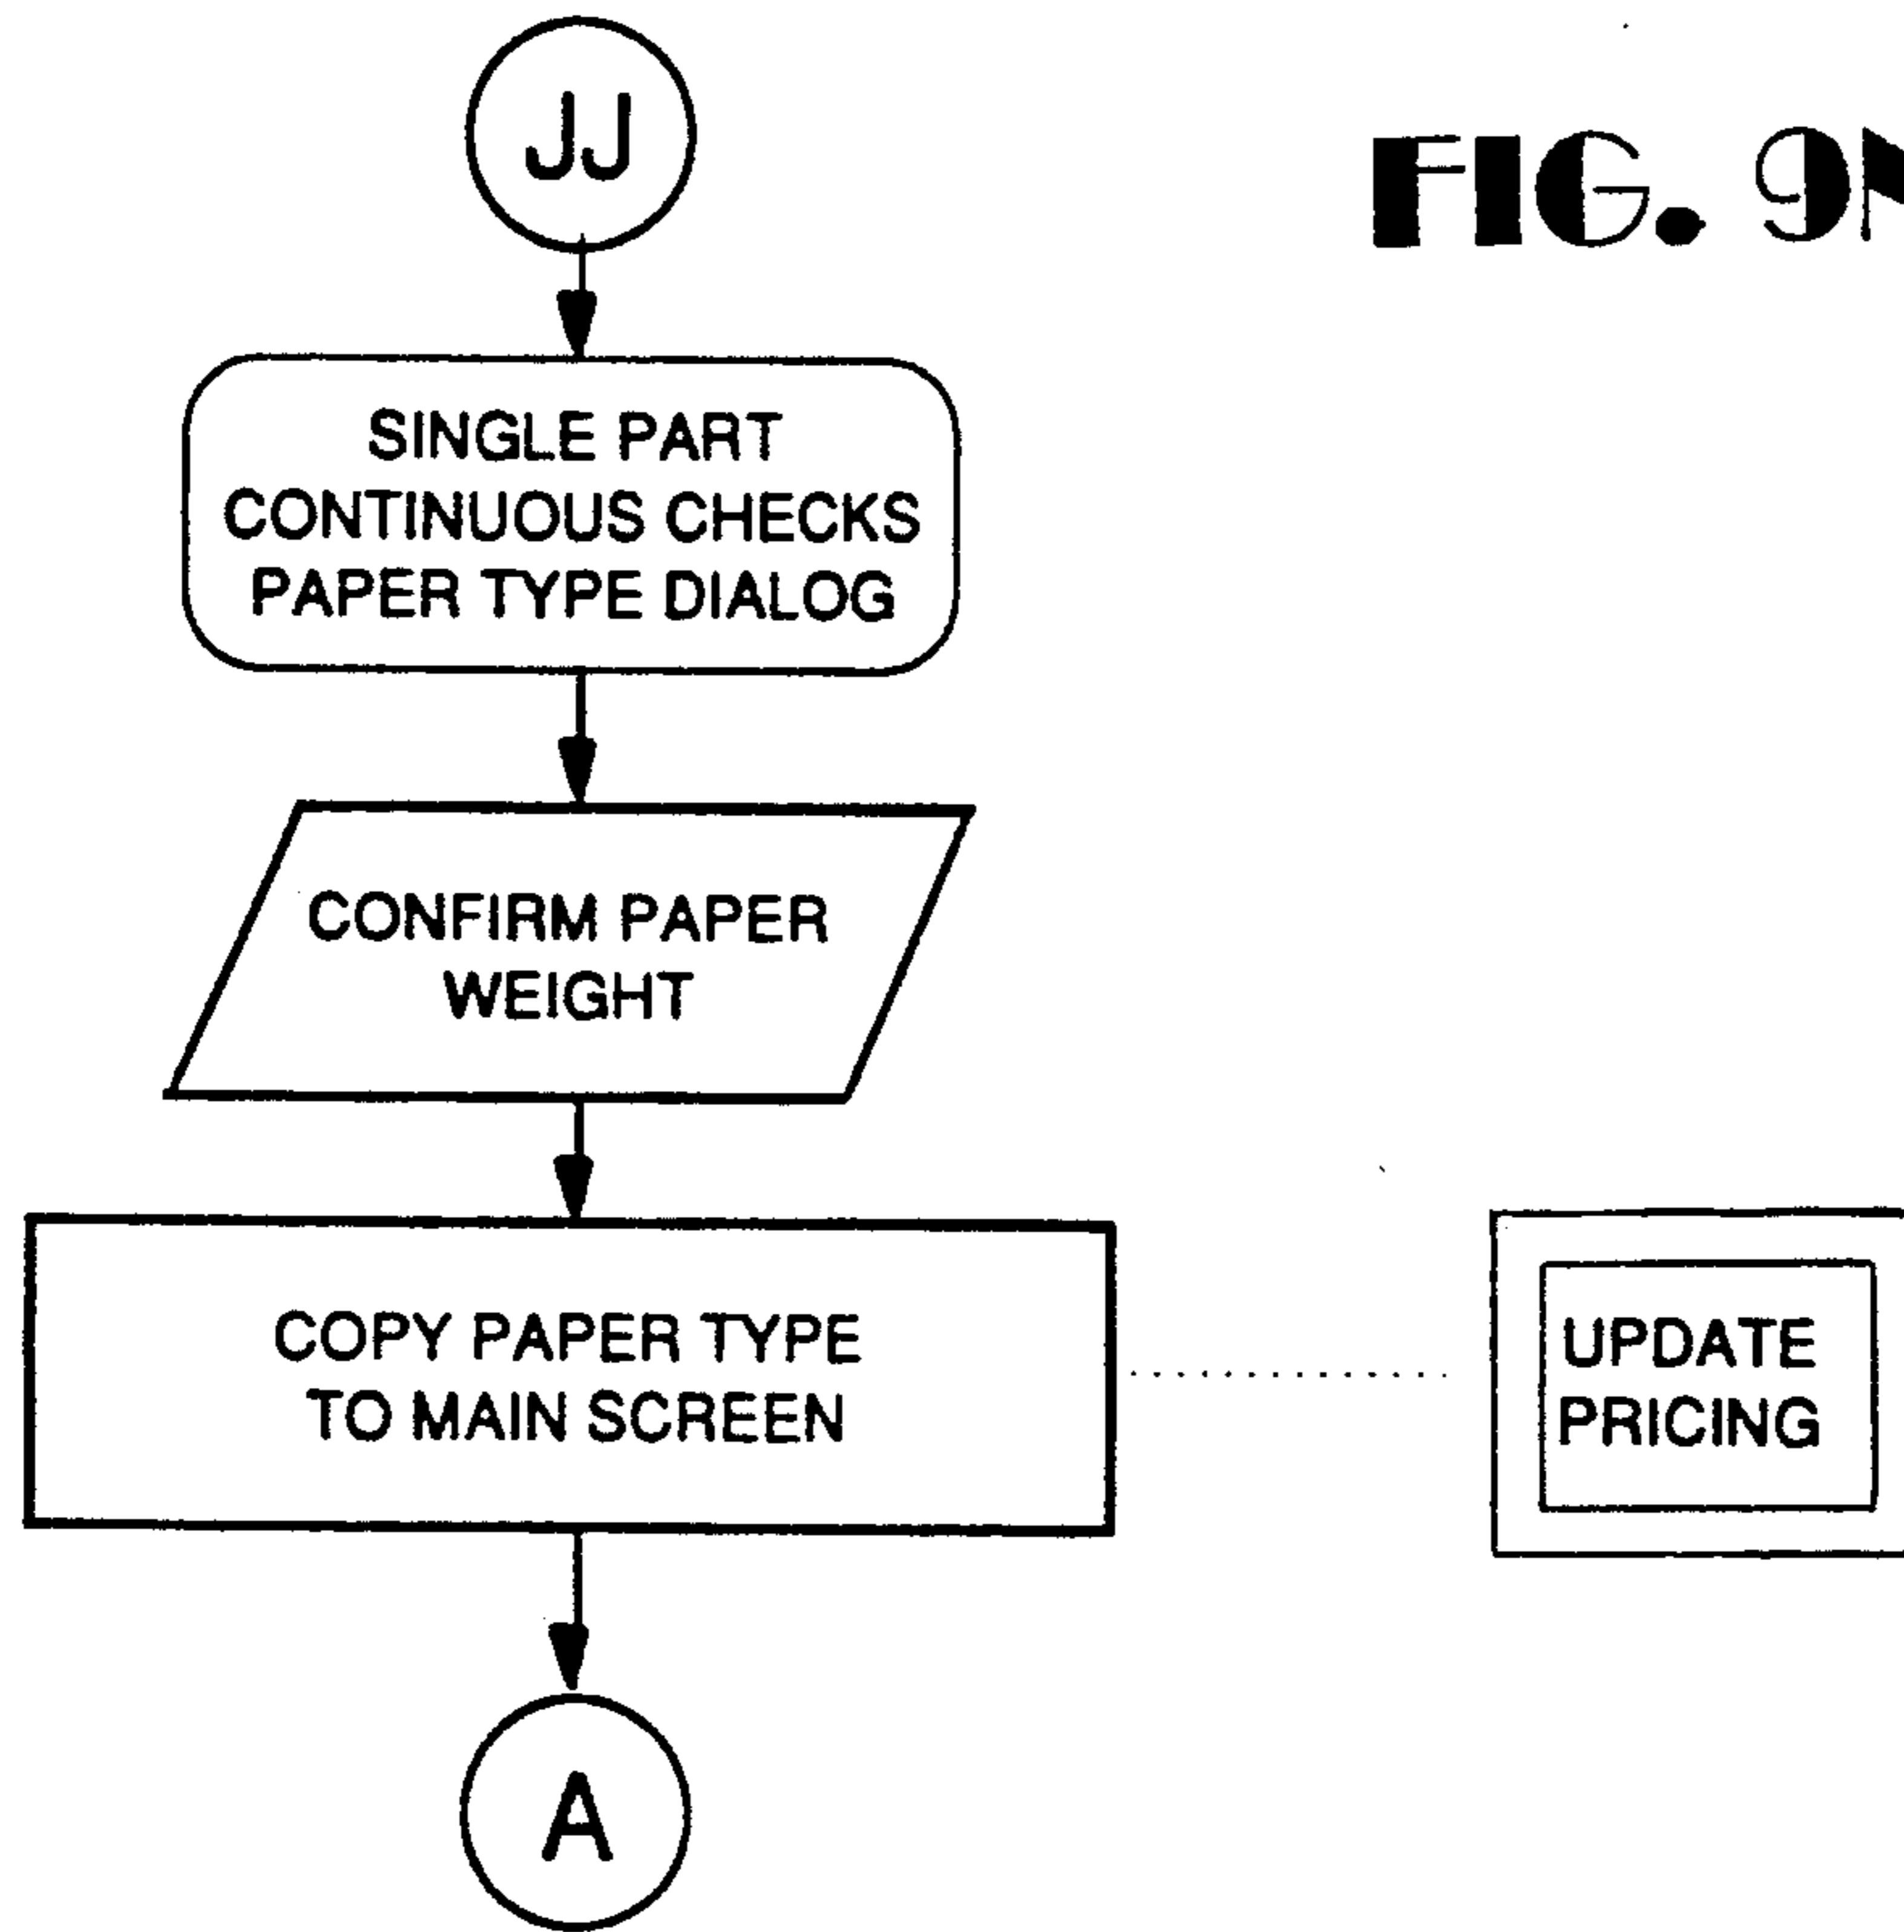 JJ
FIG. 9N
SINGLE PART
CONTINUOUS CHECKS
PAPER TYPE DIALOG
CONFIRM PAPER
WEIGHT
COPY PAPER TYPE
TO MAIN SCREEN
UPDATE
PRICING
A